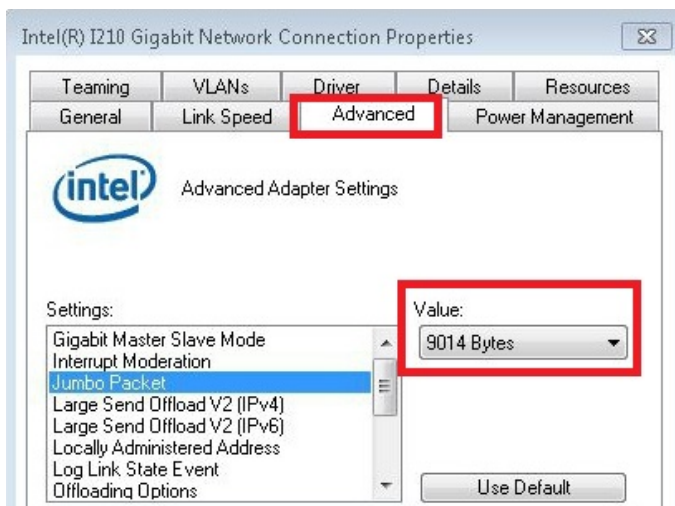 Intel(R) I210 Gigabit Network Connection Properties
Teaming VLANs Driver Details Resources
General Link Speed Advanced Power Management
intel
Advanced Adapter Settings
Settings:
Value:
Gigabit Master Slave Mode
9014 Bytes
Interrupt Moderation
Jumbo Packet
Large Send Offload V2 (IPv4)
Large Send Offload V2 (IPv6)
Locally Administered Address
Log Link State Event
Offloading Options
Use Default